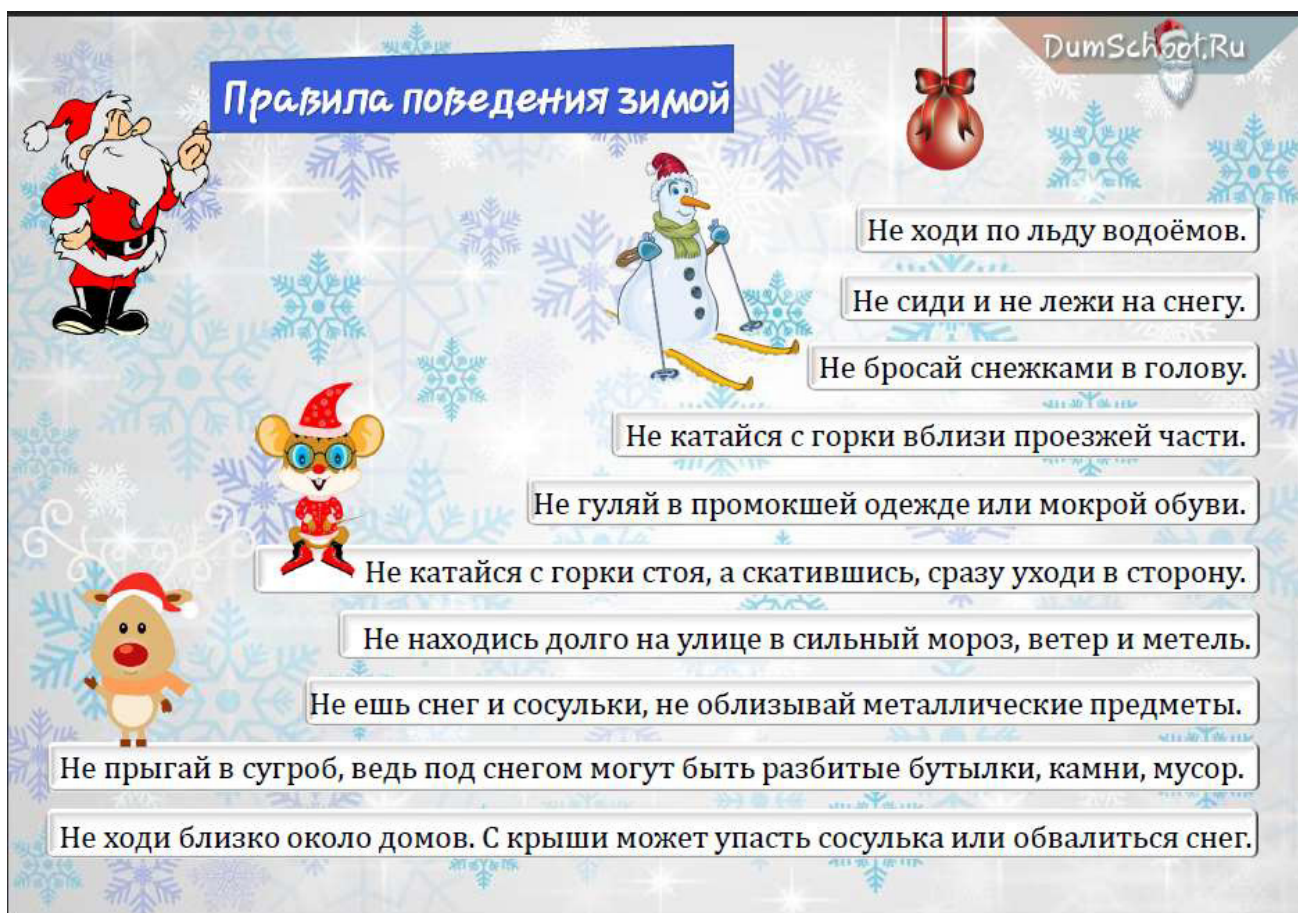 DumSchool.Ru
Правила поведения зимой
Не ходи по льду водоёмов.
Не сиди и не лежи на снегу.
Не бросай снежками в голову.
Не катайся с горки вблизи проезжей части.
Не гуляй в промокшей одежде или мокрой обуви.
Не катайся с горки стоя, а скатившись, сразу уходи в сторону.
Не находись долго на улице в сильный мороз, ветер и метель.
Не ешь снег и сосульки, не облизывай металлические предметы.
Не прыгай в сугроб, ведь под снегом могут быть разбитые бутылки, камни, мусор.
Не ходи близко около домов. С крыши может упасть сосулька или обвалиться снег.